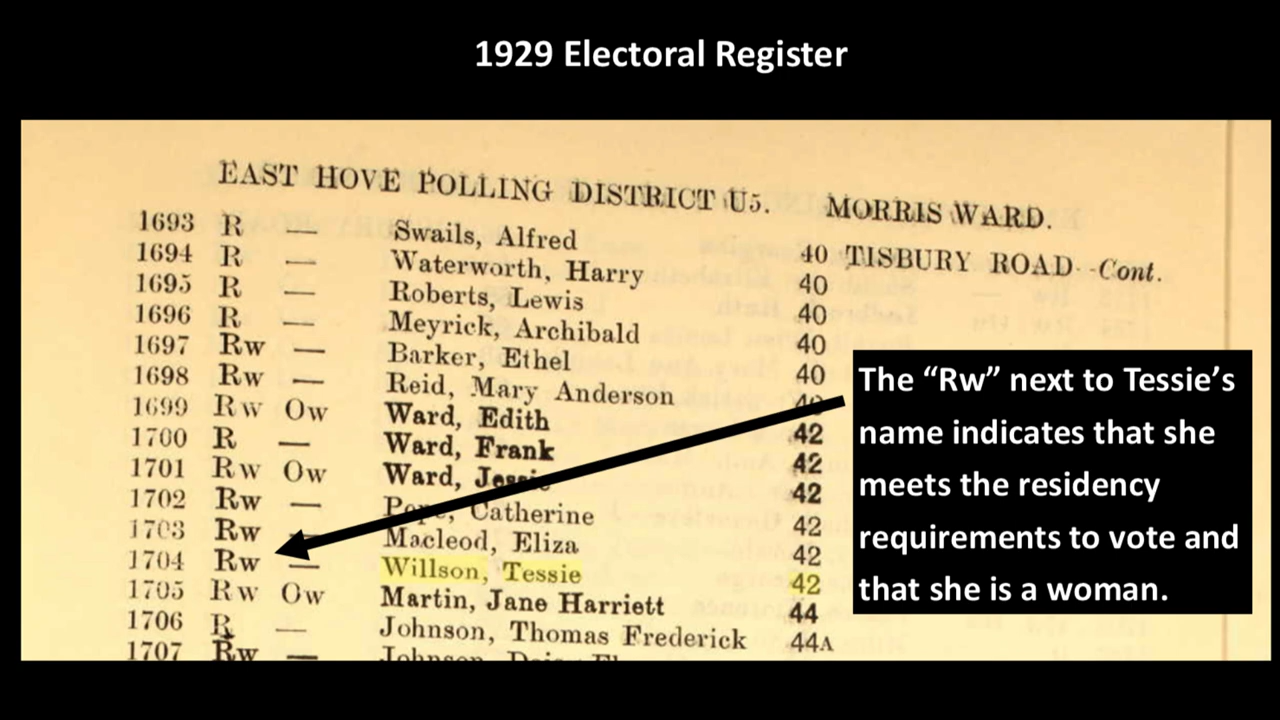 1929 Electoral Register
EAST HOVE POLLING DISTRICT U5. MORRIS WARD.
1693 R — Swails, Alfred 40 TISBURY ROAD--Cont.
1694 R — Waterworth, Harry 40
1695 R — Roberts, Lewis 40
1696 R — Meyrick, Archibald 40
1697 Rw — Barker, Ethel 40
1698 Rw — Reid, Mary Anderson 40
1699 Rw Ow Ward, Edith 42
1700 R — Ward, Frank 42
1701 Rw Ow Ward, Jessie 42
1702 Rw — Pope, Catherine 42
1703 Rw — Macleod, Eliza 42
1704 Rw — Willson, Tessie 42
1705 Rw Ow Martin, Jane Harriett 44
1706 R — Johnson, Thomas Frederick 44A
1707 Rw — Johnson,
The “Rw” next to Tessie’s
name indicates that she
meets the residency
requirements to vote and
that she is a woman.